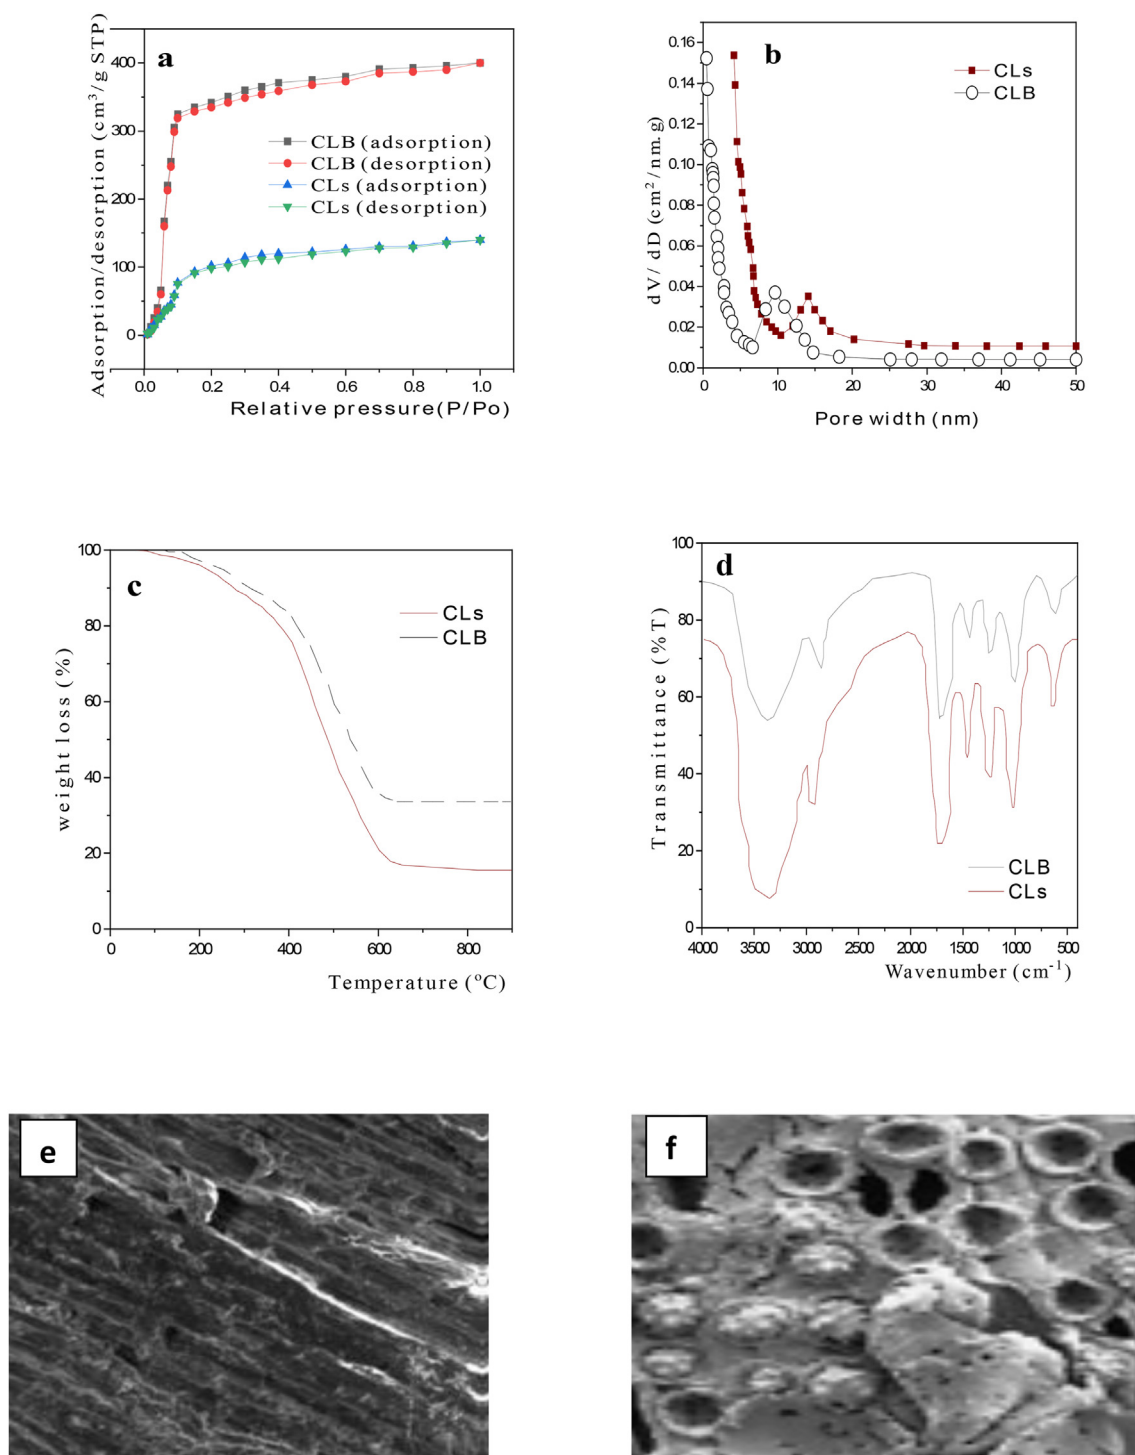 a
Adsorption/desorption (cm³/g STP)
400
300
200
100
0
CLB (adsorption)
CLB (desorption)
CLs (adsorption)
CLs (desorption)
0.0 0.2 0.4 0.6 0.8 1.0
Relative pressure(P/Po)
b
dV/ dD (cm²/nm.g)
0.16
0.14
0.12
0.10
0.08
0.06
0.04
0.02
0.00
CLs
CLB
0 10 20 30 40 50
Pore width (nm)
c
weight loss (%)
100
80
60
40
20
0
CLs
CLB
0 200 400 600 800
Temperature (°C)
d
Transmittance (%T)
100
80
60
40
20
0
CLB
CLs
4000 3500 3000 2500 2000 1500 1000 500
Wavenumber (cm⁻¹)
e
f